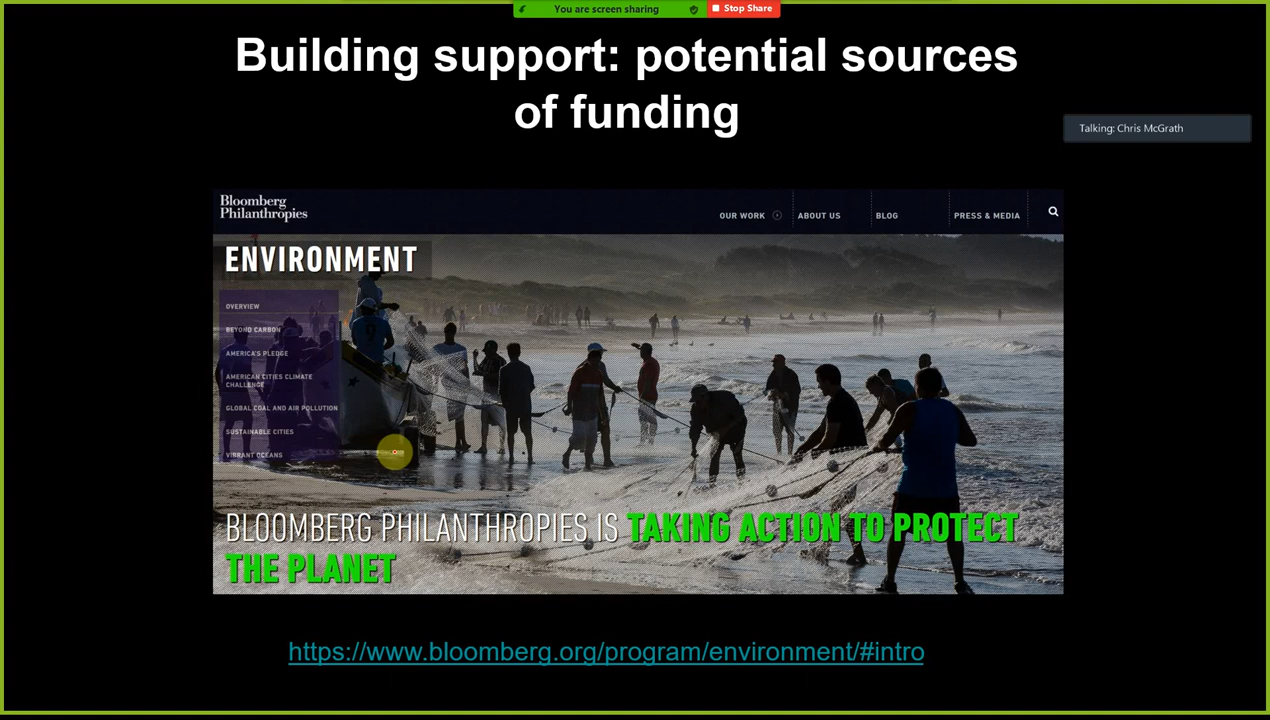 You are screen sharing
Stop Share
Building support: potential sources
of funding
Talking: Chris McGrath
Bloomberg
Philanthropies
OUR WORK
ABOUT US
BLOG
PRESS & MEDIA
ENVIRONMENT
OVERVIEW
BEYOND CARBON
AMERICA'S PLEDGE
AMERICAN CITIES CLIMATE
CHALLENGE
GLOBAL COAL AND AIR POLLUTION
SUSTAINABLE CITIES
VIBRANT OCEANS
BLOOMBERG PHILANTHROPIES IS TAKING ACTION TO PROTECT
THE PLANET
https://www.bloomberg.org/program/environment/#intro